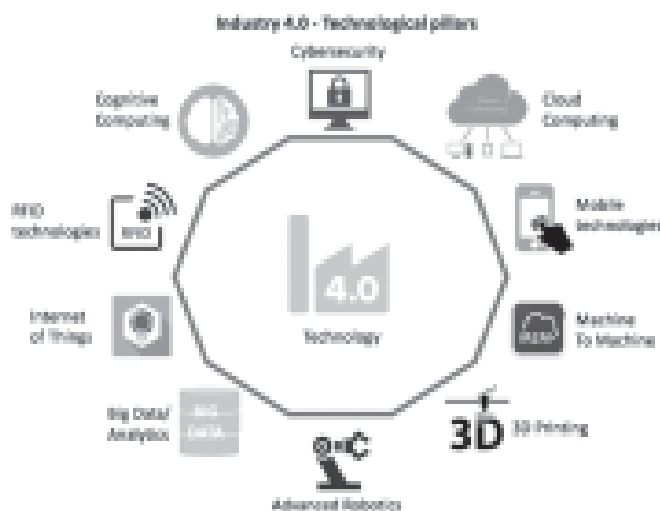 Industry 4.0 - Technological pillars
Cybersecurity
Cloud
Computing
Mobile
technologies
Machine
To Machine
3D
3D Printing
Advanced Robotics
Big Data/
Analytics
BIG
DATA
Internet
of Things
RFID
technologies
RFID
Cognitive
Computing
4.0
Technology